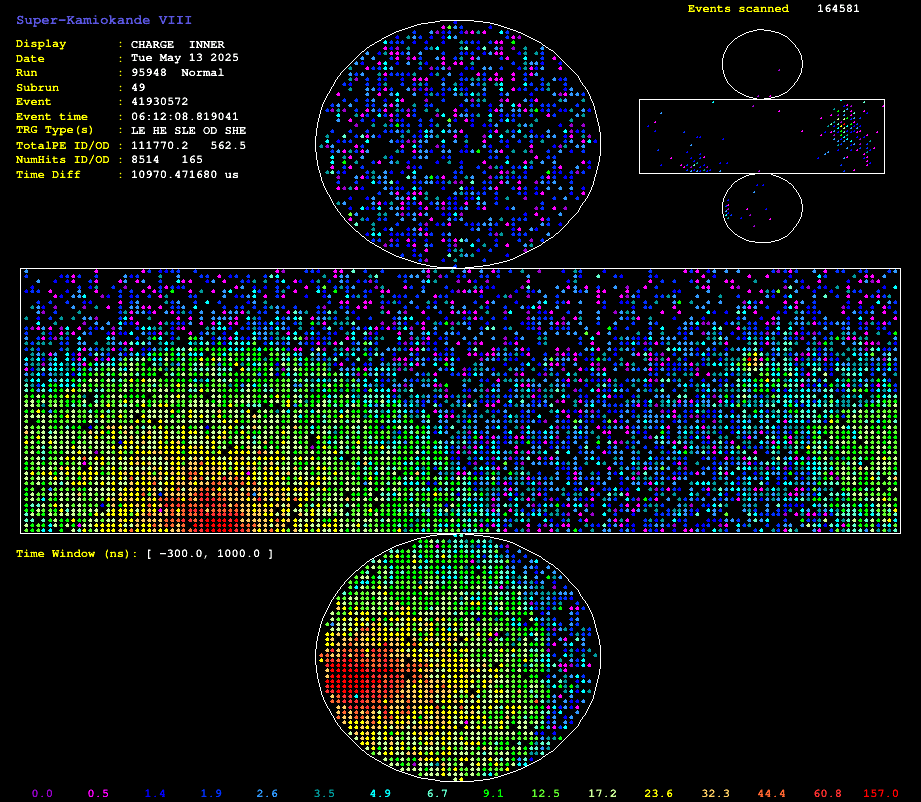 Super-Kamiokande VIII
Events scanned 164581
Display : CHARGE INNER
Date : Tue May 13 2025
Run : 95948 Normal
Subrun : 49
Event : 41930572
Event time : 06:12:08.819041
TRG Type(s) : LE HE SLE OD SHE
TotalPE ID/OD : 111770.2 562.5
NumHits ID/OD : 8514 165
Time Diff : 10970.471680 us
Time Window (ns): [ −300.0, 1000.0 ]
0.0 0.5 1.4 1.9 2.6 3.5 4.9 6.7 9.1 12.5 17.2 23.6 32.3 44.4 60.8 157.0